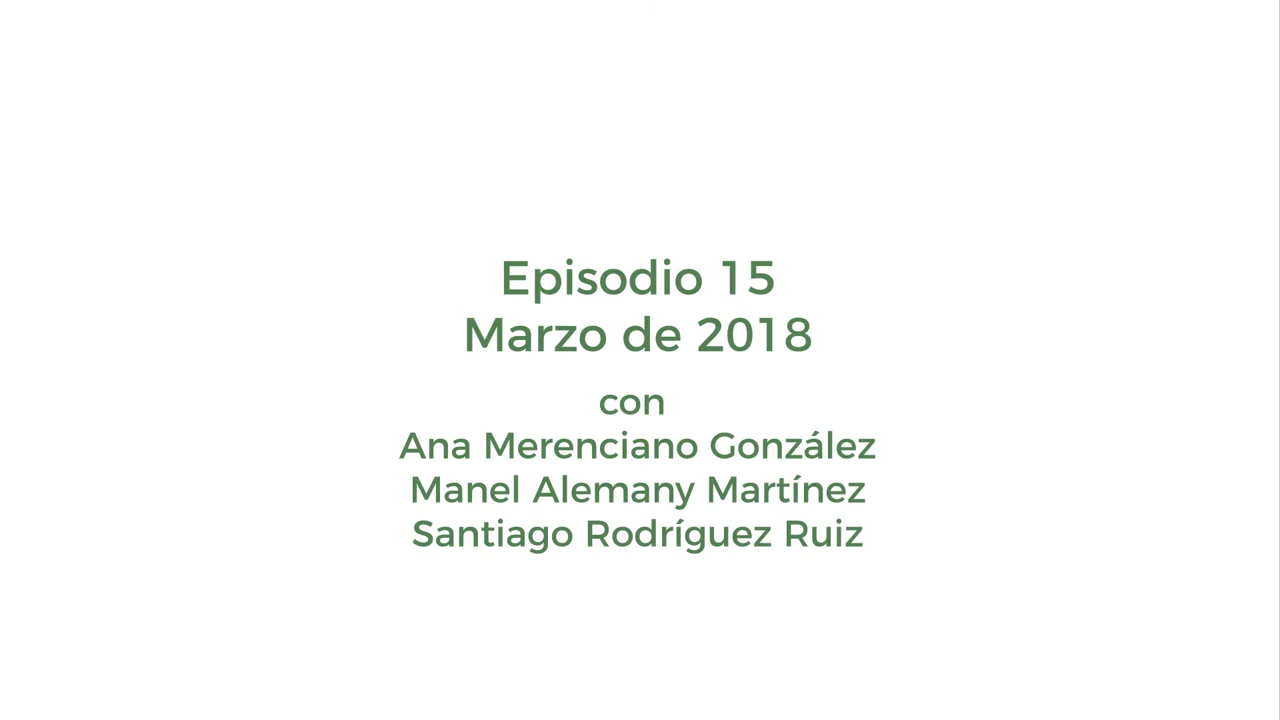 Episodio 15
Marzo de 2018
con
Ana Merenciano González
Manel Alemany Martínez
Santiago Rodríguez Ruiz